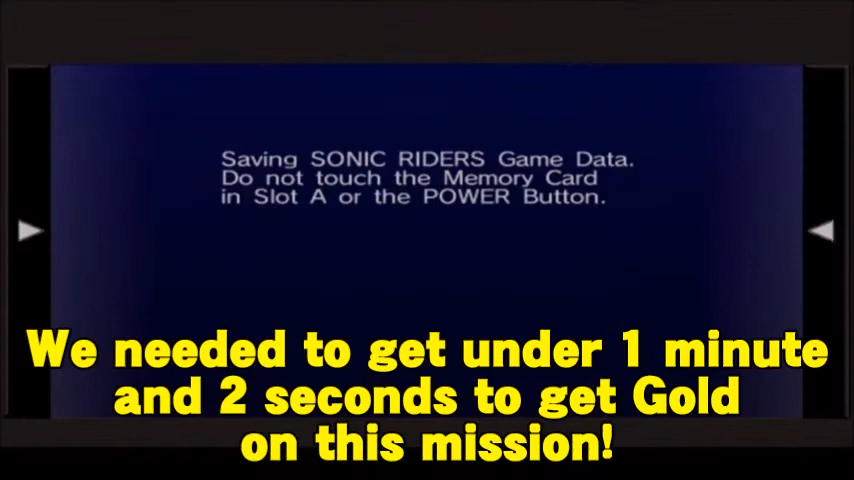 Saving SONIC RIDERS Game Data.
Do not touch the Memory Card
in Slot A or the POWER Button.
We needed to get under 1 minute
and 2 seconds to get Gold
on this mission!